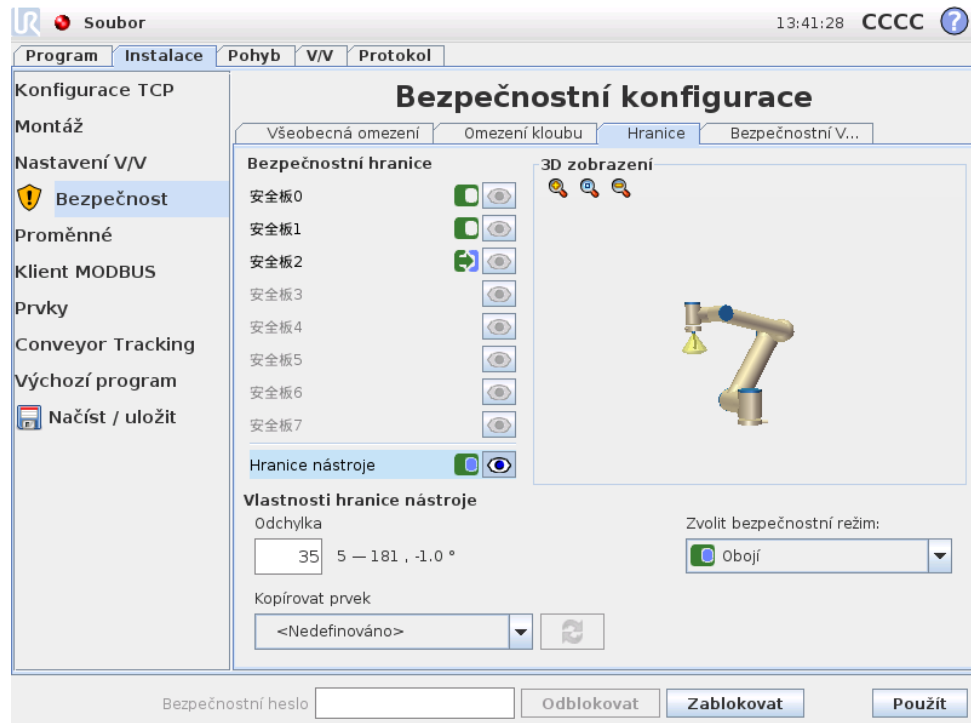 UR Soubor 13:41:28 CCCC ?
Program Instalace Pohyb V/V Protokol
Konfigurace TCP
Montáž
Nastavení V/V
Bezpečnost
Proměnné
Klient MODBUS
Prvky
Conveyor Tracking
Výchozí program
Načíst / uložit
Bezpečnostní konfigurace
Všeobecná omezení Omezení kloubu Hranice Bezpečnostní V...
Bezpečnostní hranice
安全板0
安全板1
安全板2
安全板3
安全板4
安全板5
安全板6
安全板7
Hranice nástroje
3D zobrazení
Vlastnosti hranice nástroje
Odchylka
35 5 — 181 , -1.0 °
Zvolit bezpečnostní režim:
Obojí
Kopírovat prvek
<Nedefinováno>
Bezpečnostní heslo Odblokovat Zablokovat Použít